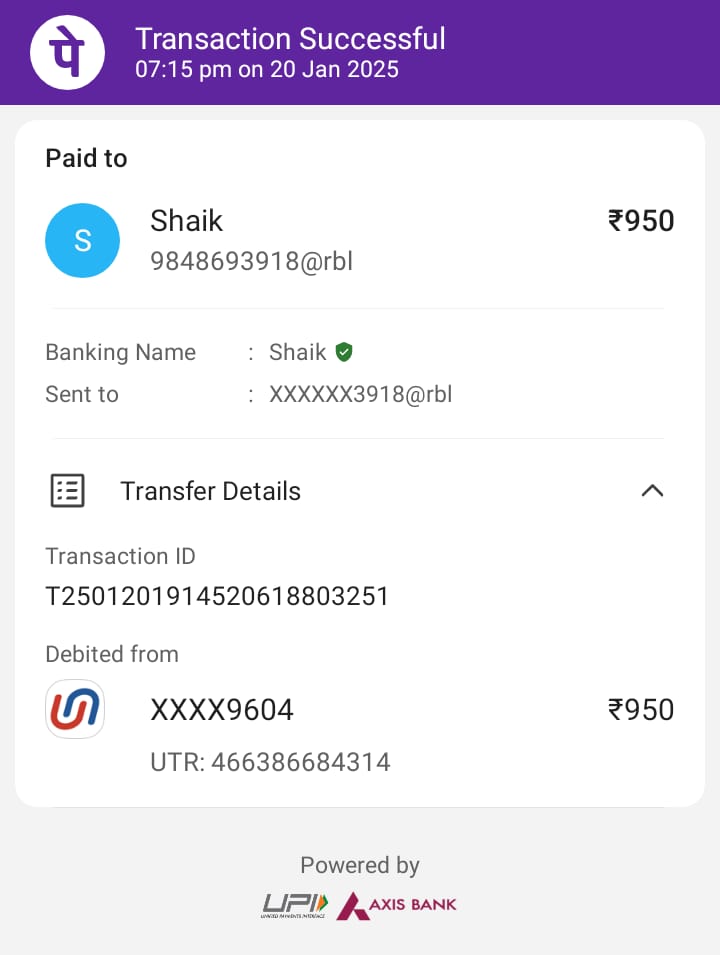 पे
Transaction Successful
07:15 pm on 20 Jan 2025
Paid to
S
Shaik
₹950
9848693918@rbl
Banking Name : Shaik
Sent to : XXXXXX3918@rbl
Transfer Details
Transaction ID
T2501201914520618803251
Debited from
XXXX9604
₹950
UTR: 466386684314
Powered by
UPI
UNIFIED PAYMENTS INTERFACE
AXIS BANK